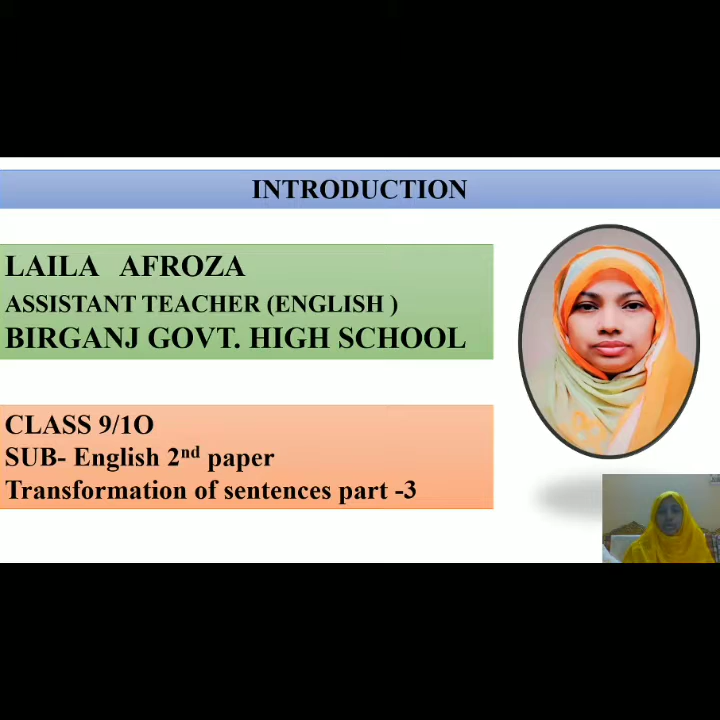 INTRODUCTION
LAILA AFROZA
ASSISTANT TEACHER (ENGLISH )
BIRGANJ GOVT. HIGH SCHOOL
CLASS 9/1O
SUB- English 2nd paper
Transformation of sentences part -3